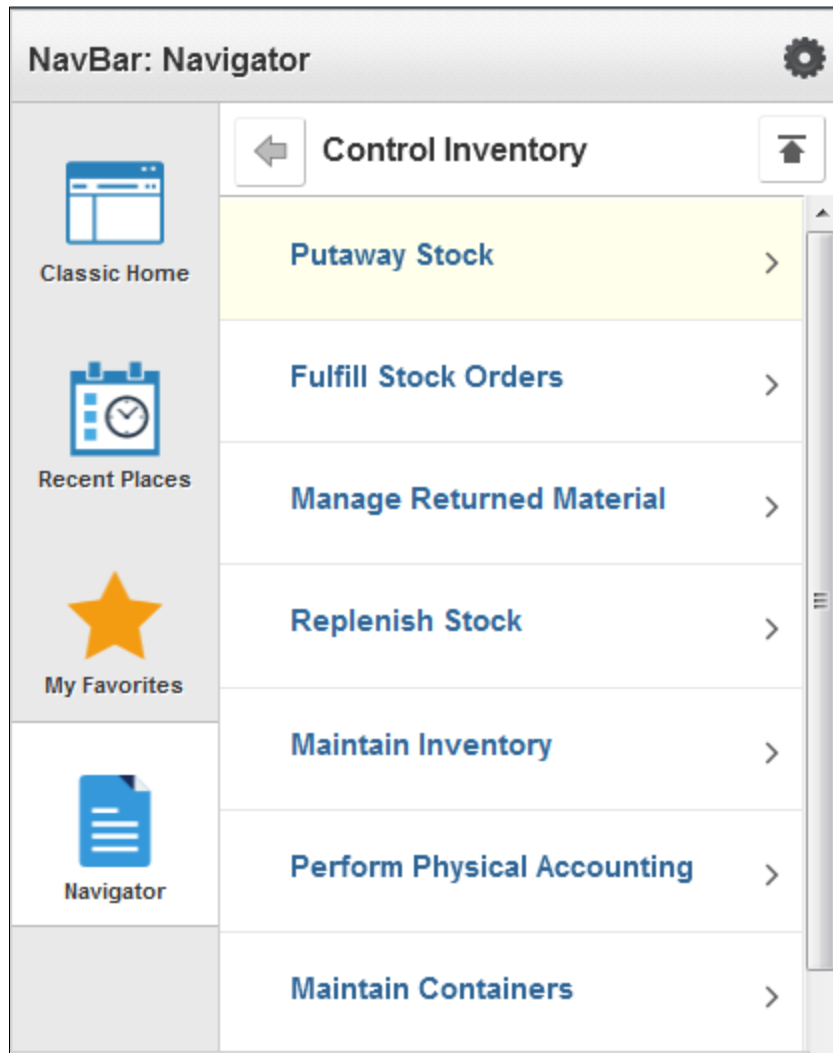 NavBar: Navigator
Control Inventory
Classic Home
Recent Places
My Favorites
Navigator
Putaway Stock
Fulfill Stock Orders
Manage Returned Material
Replenish Stock
Maintain Inventory
Perform Physical Accounting
Maintain Containers